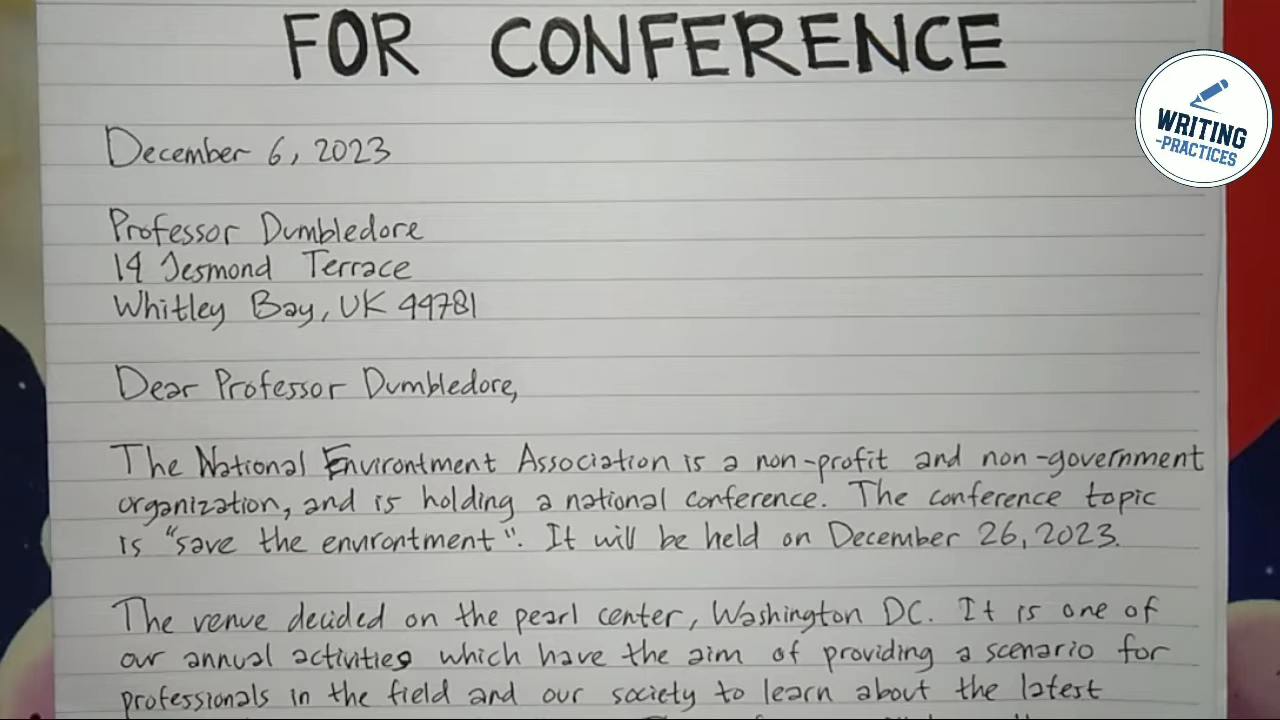 FOR CONFERENCE
WRITING
-PRACTICES
December 6, 2023
Professor Dumbledore
14 Jesmond Terrace
Whitley Bay, UK 44781
Dear Professor Dumbledore,
The National Environtment Association is a non-profit and non-government
organization, and is holding a national conference. The conference topic
is "save the environtment". It will be held on December 26, 2023.
The venue decided on the pearl center, Washington DC. It is one of
our annual activities which have the aim of providing a scenario for
professionals in the field and our society to learn about the latest